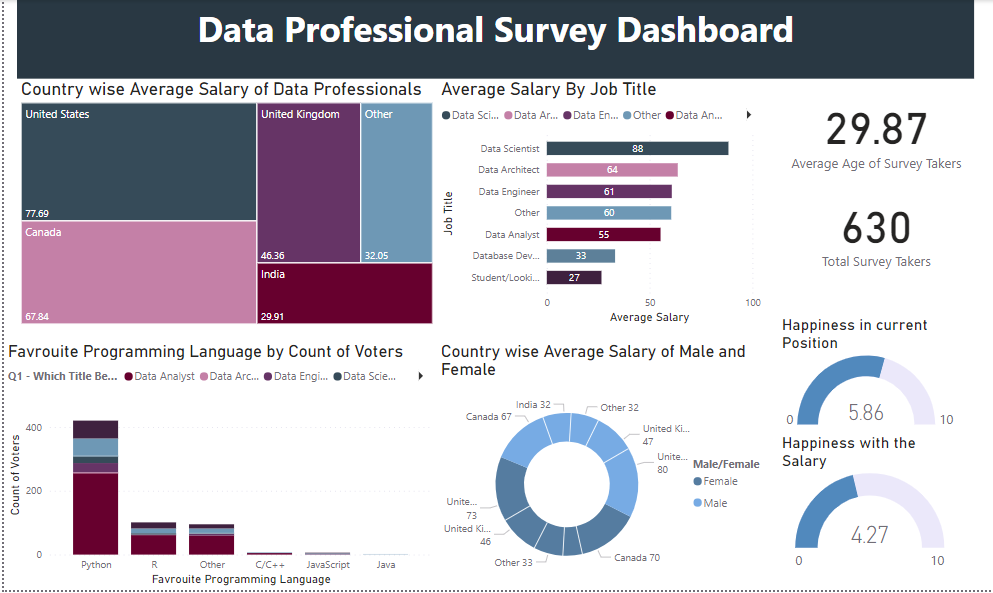 Data Professional Survey Dashboard
Country wise Average Salary of Data Professionals
United States
77.69
Canada
67.84
United Kingdom
46.36
Other
32.05
India
29.91
Average Salary By Job Title
Data Sci... Data Ar... Data En... Other Data An...
Job Title
Data Scientist 88
Data Architect 64
Data Engineer 61
Other 60
Data Analyst 55
Database Dev... 33
Student/Looki... 27
0 50 100
Average Salary
29.87
Average Age of Survey Takers
630
Total Survey Takers
Favrouite Programming Language by Count of Voters
Q1 - Which Title Be... Data Analyst Data Arc... Data Engi... Data Scie...
Count of Voters
400
200
0
Python R Other C/C++ JavaScript Java
Favrouite Programming Language
Country wise Average Salary of Male and
Female
India 32
Other 32
Canada 67
United Ki...
47
Unite...
80
Unite...
73
United Ki...
46
Other 33
Canada 70
Male/Female
Female
Male
Happiness in current
Position
0 5.86 10
Happiness with the
Salary
4.27
0 10